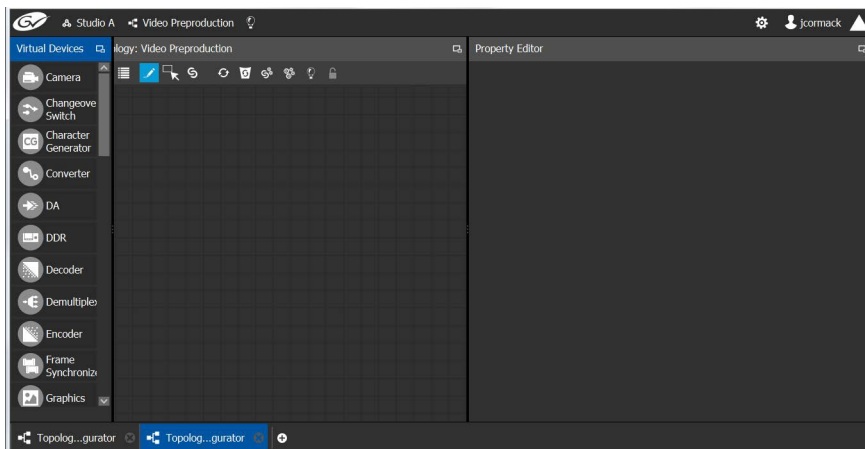 Studio A
Video Preproduction
jcormack
Virtual Devices
ology: Video Preproduction
Property Editor
Camera
Changeove
Switch
Character
Generator
Converter
DA
DDR
Decoder
Demultiplex
Encoder
Frame
Synchronize
Graphics
Topolog...gurator
Topolog...gurator